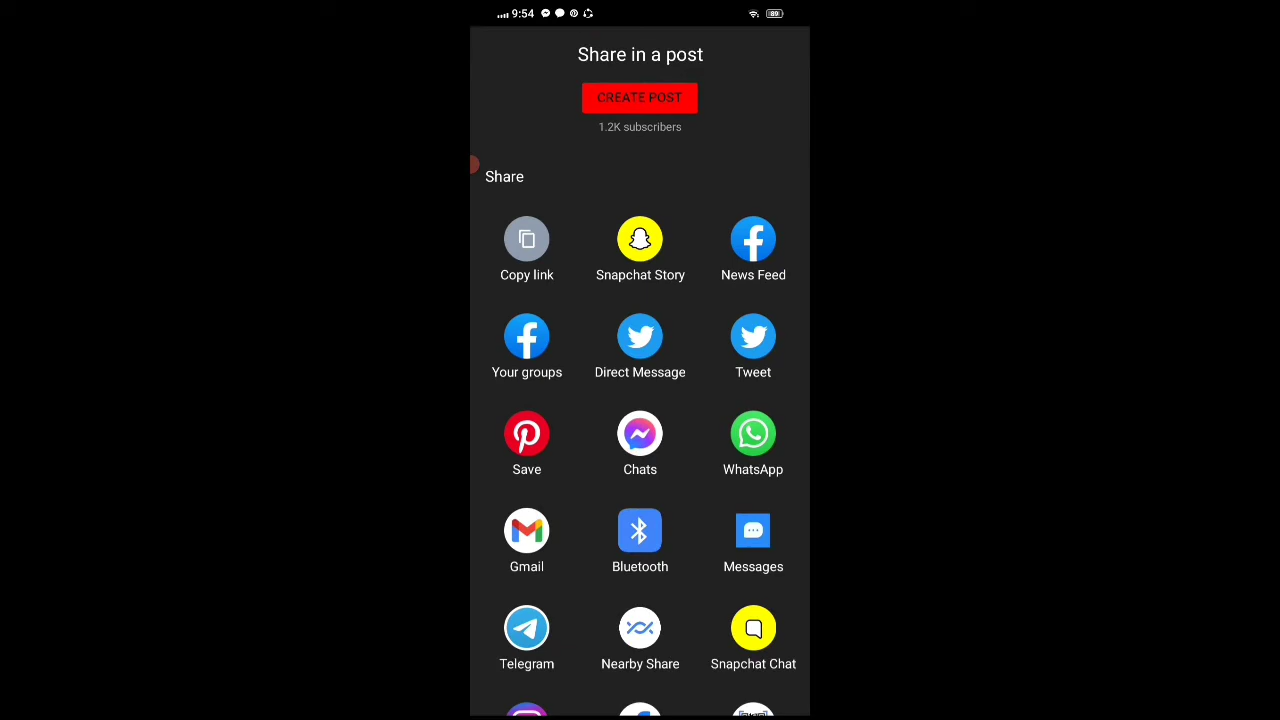 9:54
89
Share in a post
CREATE POST
1.2K subscribers
Share
Copy link
Snapchat Story
News Feed
Your groups
Direct Message
Tweet
Save
Chats
WhatsApp
Gmail
Bluetooth
Messages
Telegram
Nearby Share
Snapchat Chat